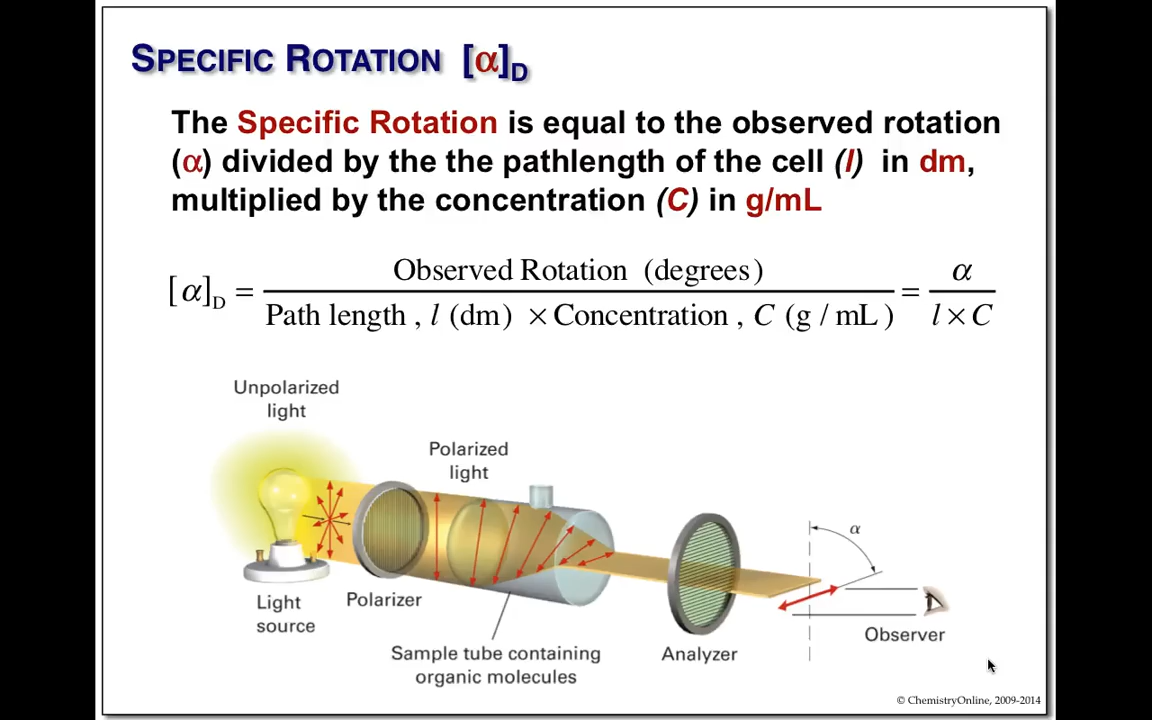 SPECIFIC ROTATION [α]D
The Specific Rotation is equal to the observed rotation
(α) divided by the the pathlength of the cell (l) in dm,
multiplied by the concentration (C) in g/mL
[α]D = Observed Rotation (degrees) / Path length , l (dm) × Concentration , C (g / mL ) = α / l × C
Unpolarized
light
Polarized
light
α
Light
source
Polarizer
Sample tube containing
organic molecules
Analyzer
Observer
© ChemistryOnline, 2009-2014